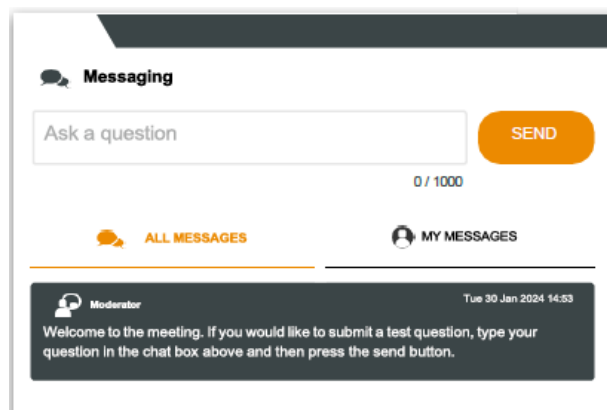 Messaging
Ask a question
SEND
0 / 1000
ALL MESSAGES
MY MESSAGES
Moderator
Tue 30 Jan 2024 14:53
Welcome to the meeting. If you would like to submit a test question, type your
question in the chat box above and then press the send button.